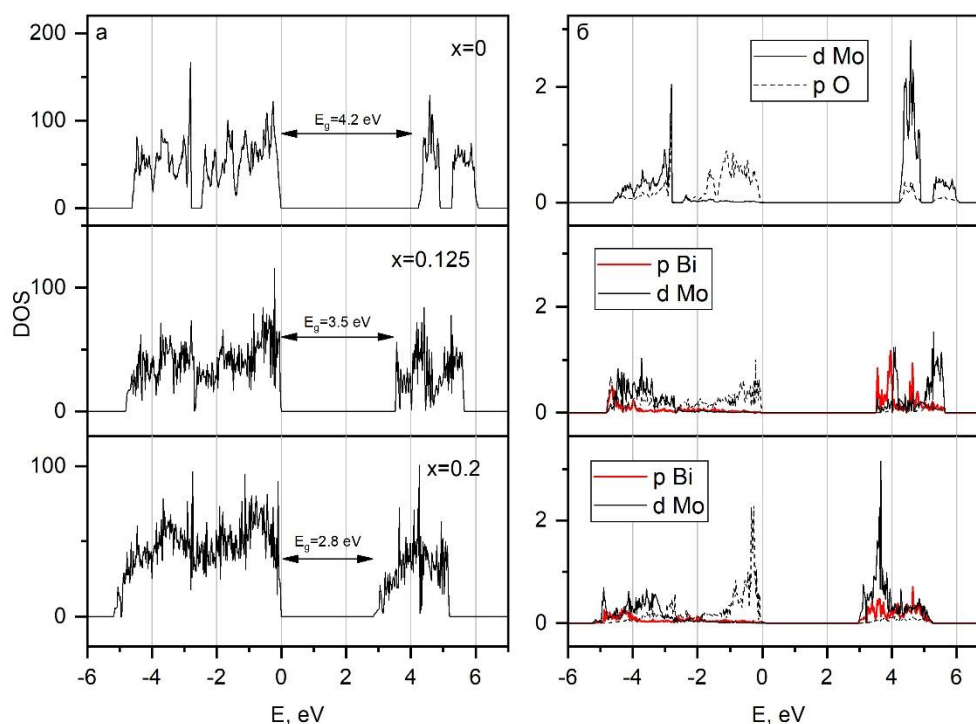 а
x=0
E_g=4.2 eV
200
100
0
x=0.125
E_g=3.5 eV
100
0
DOS
x=0.2
E_g=2.8 eV
100
0
-6 -4 -2 0 2 4 6
E, eV
б
d Mo
p O
2
0
p Bi
d Mo
2
0
p Bi
d Mo
2
0
-6 -4 -2 0 2 4 6
E, eV